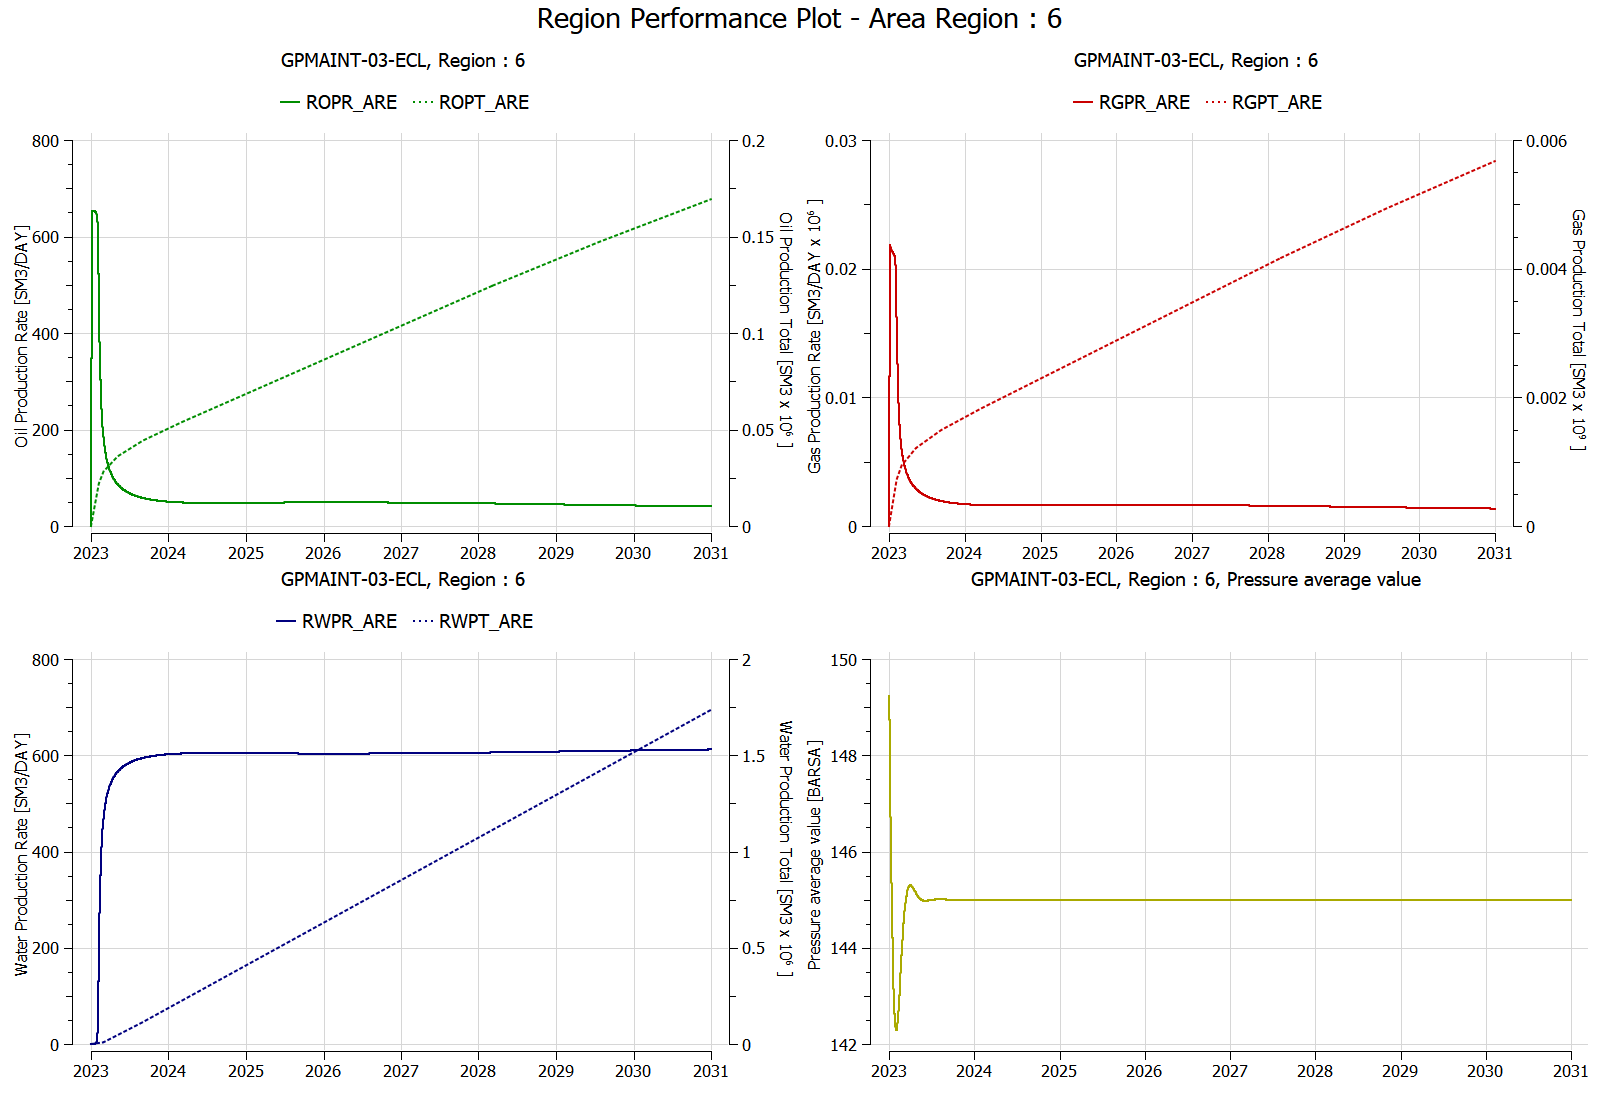 Region Performance Plot - Area Region : 6
GPMAINT-03-ECL, Region : 6
ROPR_ARE ROPT_ARE
Oil Production Rate [SM3/DAY]
800
600
400
200
0
Oil Production Total [SM3 x 10⁶ ]
0.2
0.15
0.1
0.05
0
2023 2024 2025 2026 2027 2028 2029 2030 2031
GPMAINT-03-ECL, Region : 6
RGPR_ARE RGPT_ARE
Gas Production Rate [SM3/DAY x 10⁶ ]
0.03
0.02
0.01
0
Gas Production Total [SM3 x 10⁹ ]
0.006
0.004
0.002
0
2023 2024 2025 2026 2027 2028 2029 2030 2031
GPMAINT-03-ECL, Region : 6
RWPR_ARE RWPT_ARE
Water Production Rate [SM3/DAY]
800
600
400
200
0
Water Production Total [SM3 x 10⁶ ]
2
1.5
1
0.5
0
2023 2024 2025 2026 2027 2028 2029 2030 2031
GPMAINT-03-ECL, Region : 6, Pressure average value
Pressure average value [BARSA]
150
148
146
144
142
2023 2024 2025 2026 2027 2028 2029 2030 2031